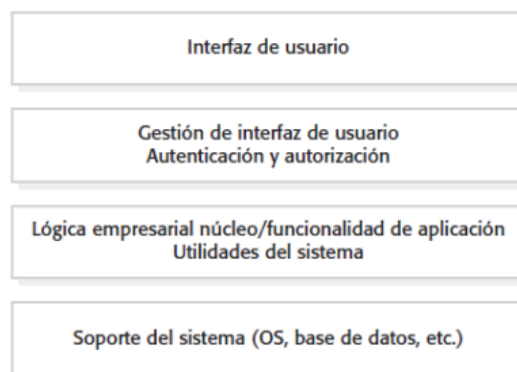 Interfaz de usuario
Gestión de interfaz de usuario
Autenticación y autorización
Lógica empresarial núcleo/funcionalidad de aplicación
Utilidades del sistema
Soporte del sistema (OS, base de datos, etc.)